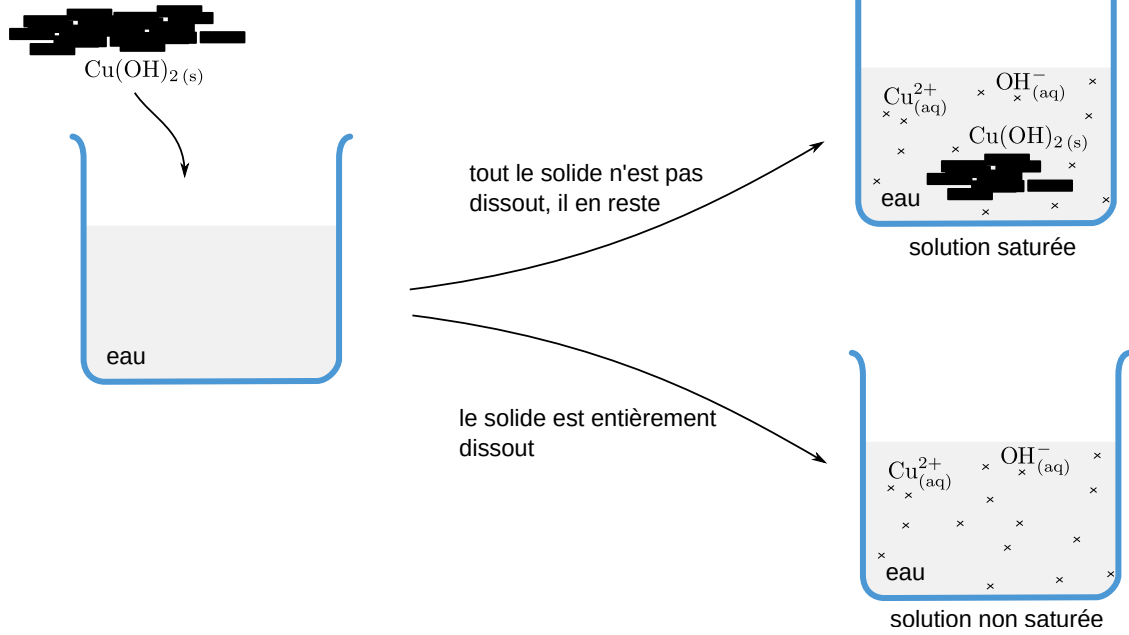 Cu(OH)₂ (s)
eau
tout le solide n'est pas
dissout, il en reste
Cu²⁺(aq)
OH⁻(aq)
Cu(OH)₂ (s)
eau
solution saturée
le solide est entièrement
dissout
Cu²⁺(aq)
OH⁻(aq)
eau
solution non saturée